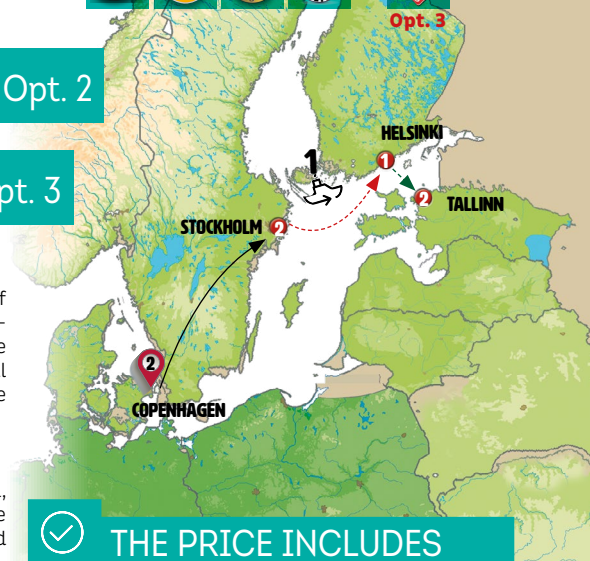 Opt. 3
Opt. 2
HELSINKI
1
1
pt. 3
2
TALLINN
STOCKHOLM 2
f
-
e
l
e
2
COPENHAGEN
,
e
d
THE PRICE INCLUDES